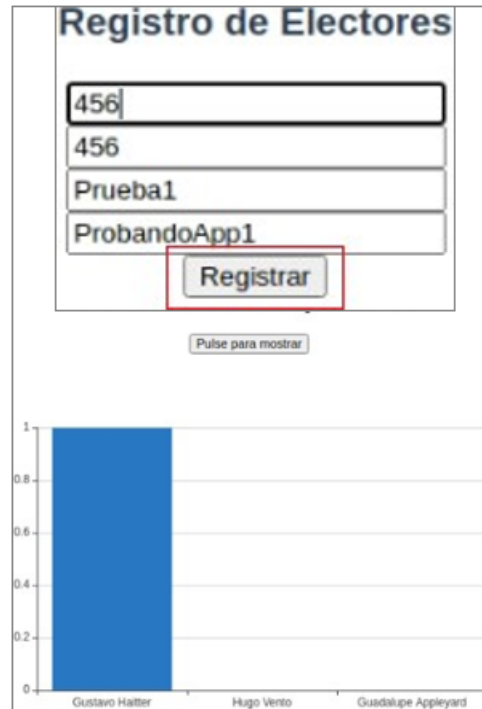 Registro de Electores
456
456
Prueba1
ProbandoApp1
Registrar
Pulse para mostrar
1
0.8
0.6
0.4
0.2
0
Gustavo Haitter Hugo Vento Guadalupe Appleyard